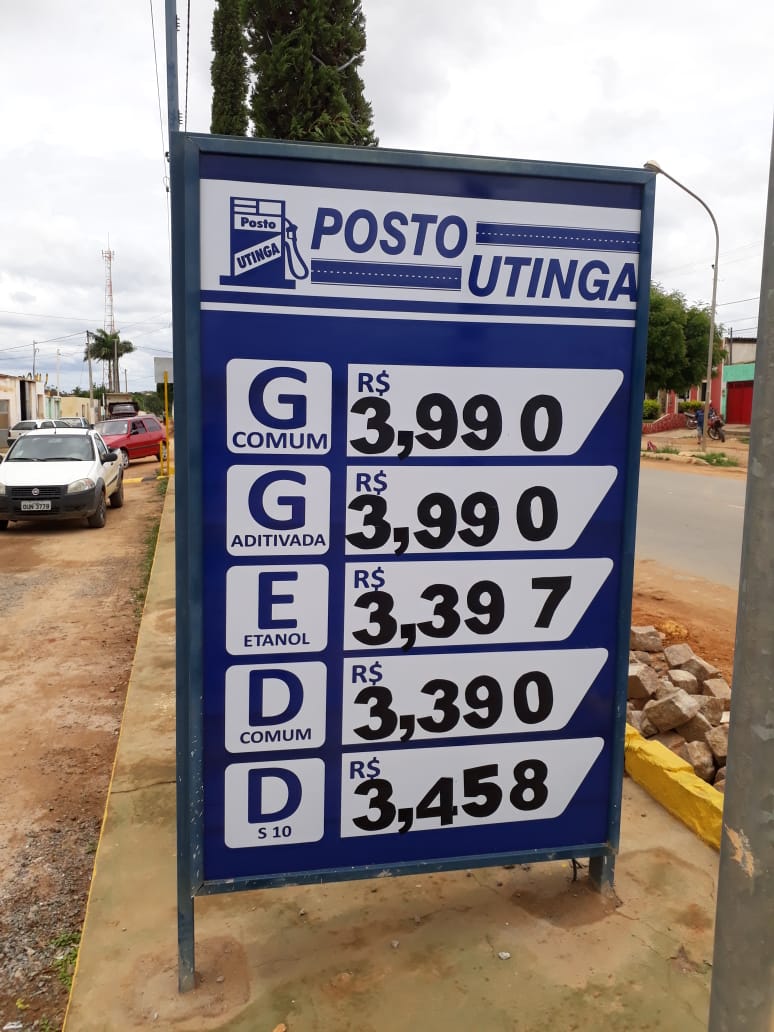 Posto
UTINGA
POSTO
UTINGA
G
COMUM
R$
3,990
G
ADITIVADA
R$
3,990
E
ETANOL
R$
3,397
D
COMUM
R$
3,390
D
S 10
R$
3,458